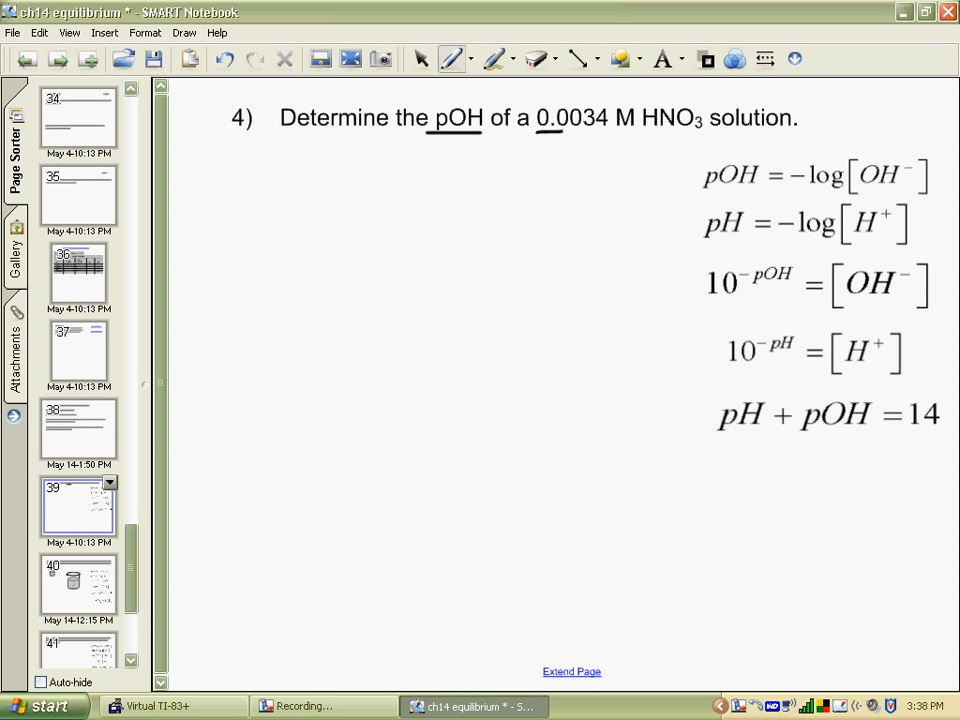 ch14 equilibrium * - SMART Notebook
File Edit View Insert Format Draw Help
Page Sorter
Gallery
Attachments
34
May 4-10:13 PM
35
May 4-10:13 PM
36
May 4-10:13 PM
37
May 4-10:13 PM
38
May 14-1:50 PM
39
May 4-10:13 PM
40
May 14-12:15 PM
41
Auto-hide
4) Determine the pOH of a 0.0034 M HNO₃ solution.
pOH = −log[OH⁻]
pH = −log[H⁺]
10^(−pOH) = [OH⁻]
10^(−pH) = [H⁺]
pH + pOH = 14
Extend Page
start Virtual TI-83+ Recording... ch14 equilibrium * - S... 3:38 PM